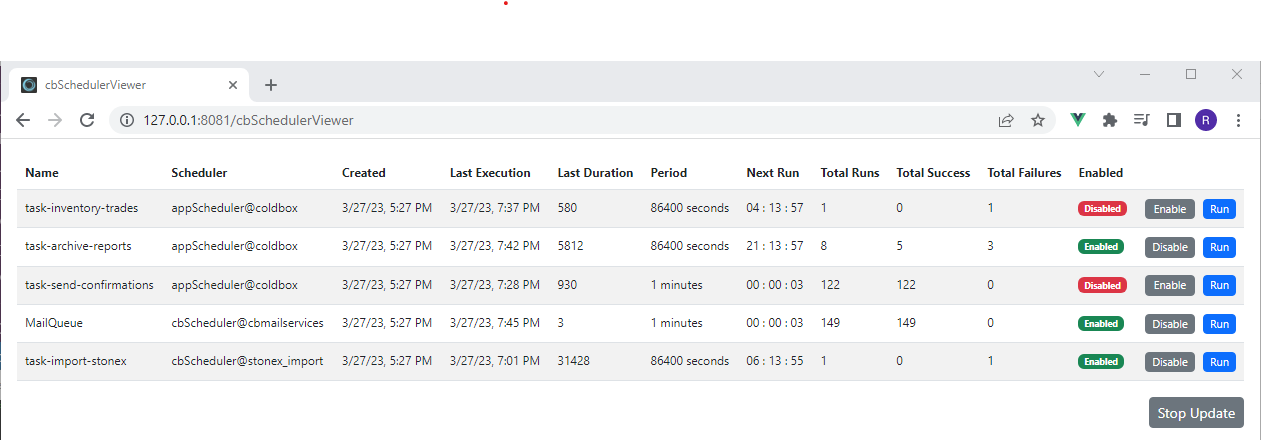 cbSchedulerViewer
127.0.0.1:8081/cbSchedulerViewer
R
Name Scheduler Created Last Execution Last Duration Period Next Run Total Runs Total Success Total Failures Enabled
task-inventory-trades appScheduler@coldbox 3/27/23, 5:27 PM 3/27/23, 7:37 PM 580 86400 seconds 04 : 13 : 57 1 0 1 Disabled Enable Run
task-archive-reports appScheduler@coldbox 3/27/23, 5:27 PM 3/27/23, 7:42 PM 5812 86400 seconds 21 : 13 : 57 8 5 3 Enabled Disable Run
task-send-confirmations appScheduler@coldbox 3/27/23, 5:27 PM 3/27/23, 7:28 PM 930 1 minutes 00 : 00 : 03 122 122 0 Disabled Enable Run
MailQueue cbScheduler@cbmailservices 3/27/23, 5:27 PM 3/27/23, 7:45 PM 3 1 minutes 00 : 00 : 03 149 149 0 Enabled Disable Run
task-import-stonex cbScheduler@stonex_import 3/27/23, 5:27 PM 3/27/23, 7:01 PM 31428 86400 seconds 06 : 13 : 55 1 0 1 Enabled Disable Run
Stop Update